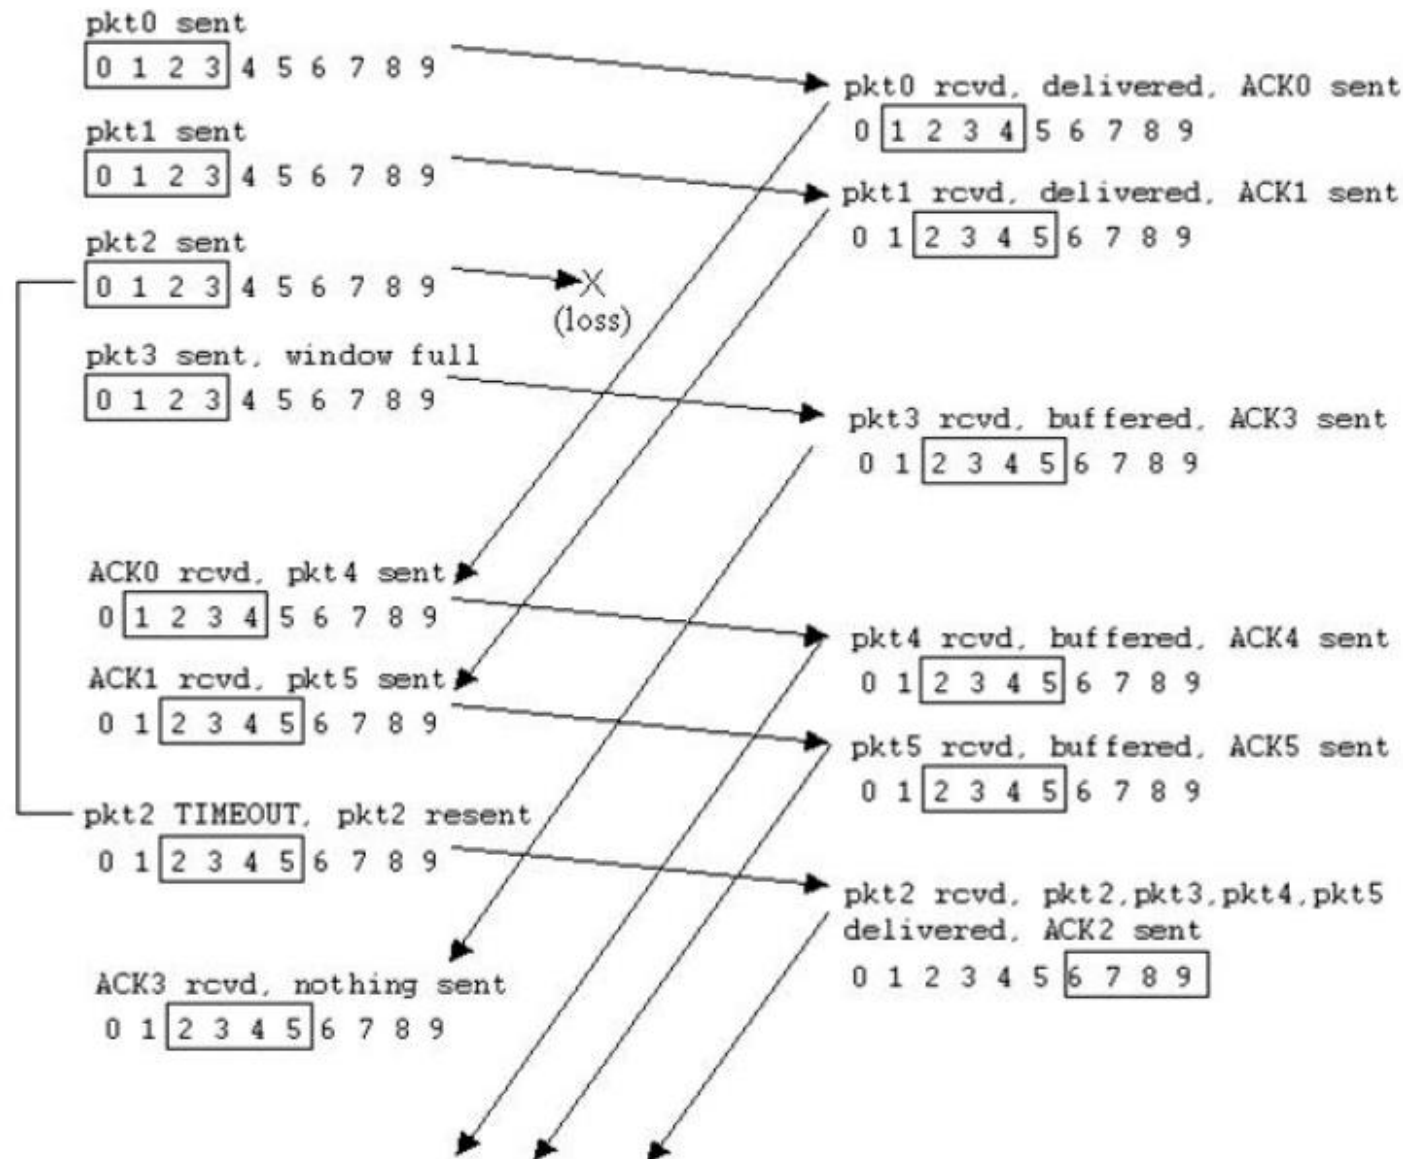 pkt0 sent
0 1 2 3 4 5 6 7 8 9
pkt1 sent
0 1 2 3 4 5 6 7 8 9
pkt2 sent
0 1 2 3 4 5 6 7 8 9
(loss)
pkt3 sent, window full
0 1 2 3 4 5 6 7 8 9
ACK0 rcvd, pkt4 sent
0 1 2 3 4 5 6 7 8 9
ACK1 rcvd, pkt5 sent
0 1 2 3 4 5 6 7 8 9
pkt2 TIMEOUT, pkt2 resent
0 1 2 3 4 5 6 7 8 9
ACK3 rcvd, nothing sent
0 1 2 3 4 5 6 7 8 9
pkt0 rcvd, delivered, ACK0 sent
0 1 2 3 4 5 6 7 8 9
pkt1 rcvd, delivered, ACK1 sent
0 1 2 3 4 5 6 7 8 9
pkt3 rcvd, buffered, ACK3 sent
0 1 2 3 4 5 6 7 8 9
pkt4 rcvd, buffered, ACK4 sent
0 1 2 3 4 5 6 7 8 9
pkt5 rcvd, buffered, ACK5 sent
0 1 2 3 4 5 6 7 8 9
pkt2 rcvd, pkt2,pkt3,pkt4,pkt5
delivered, ACK2 sent
0 1 2 3 4 5 6 7 8 9